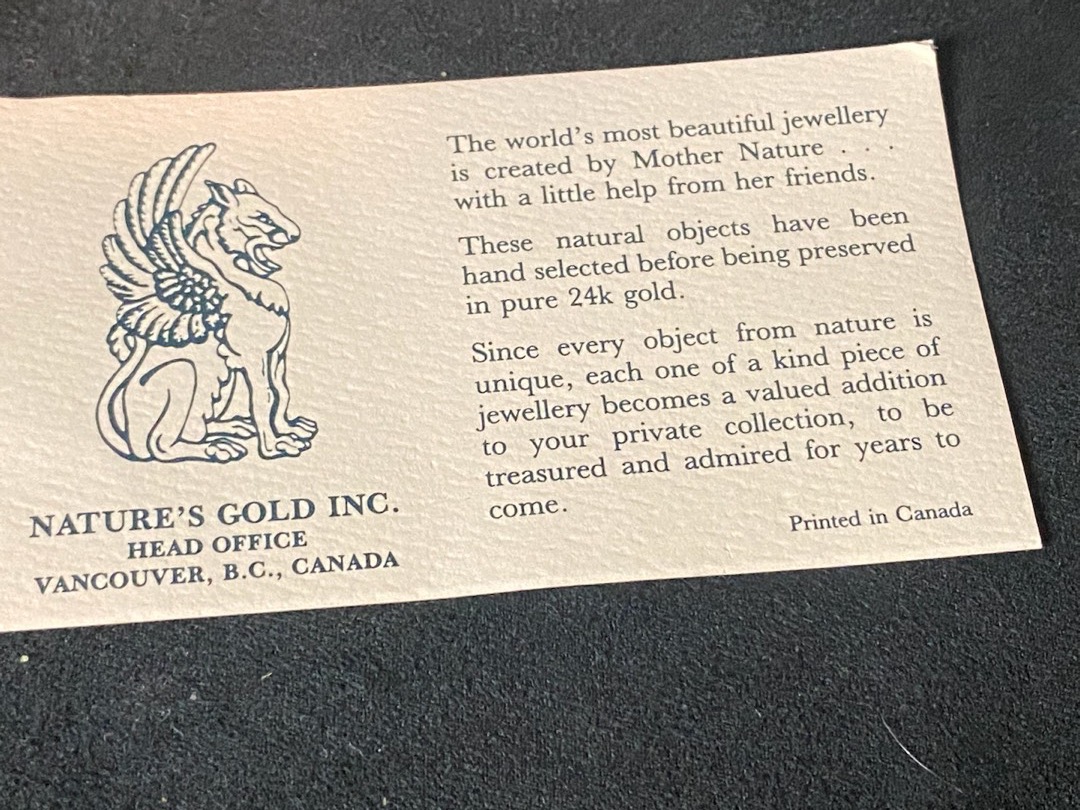 NATURE'S GOLD INC.
HEAD OFFICE
VANCOUVER, B.C., CANADA
The world's most beautiful jewellery
is created by Mother Nature . . .
with a little help from her friends.
These natural objects have been
hand selected before being preserved
in pure 24k gold.
Since every object from nature is
unique, each one of a kind piece of
jewellery becomes a valued addition
to your private collection, to be
treasured and admired for years to
come.
Printed in Canada